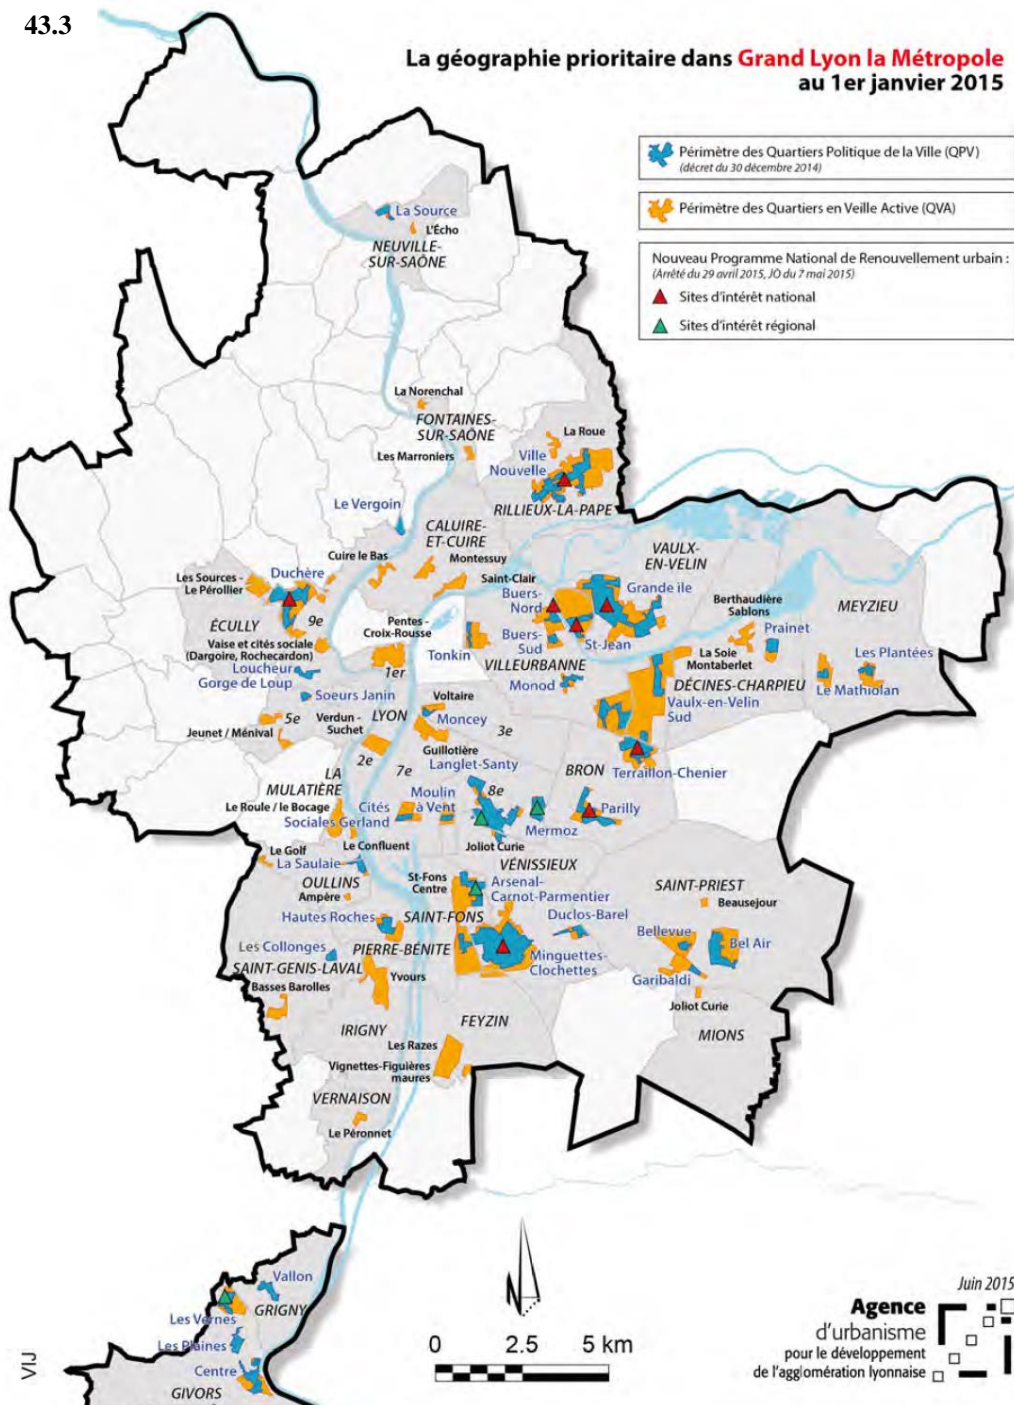 43.3
La géographie prioritaire dans Grand Lyon la Métropole
au 1er janvier 2015
Périmètre des Quartiers Politique de la Ville (QPV)
(décret du 30 décembre 2014)
Périmètre des Quartiers en Veille Active (QVA)
Nouveau Programme National de Renouvellement urbain :
(Arrêté du 29 avril 2015, JO du 7 mai 2015)
Sites d'intérêt national
Sites d'intérêt régional
La Source
L'Écho
NEUVILLE-
SUR-SAÔNE
La Norenchal
FONTAINES-
SUR-SAÔNE
Les Marroniers
La Roue
Ville
Nouvelle
RILLIEUX-LA-PAPE
Le Vergoin
CALUIRE-
ET-CUIRE
Cuire le Bas
Montessuy
VAULX-
EN-VELIN
Les Sources -
Le Pérollier
Duchère
Saint-Clair
Buers-
Nord
Grande ile
Berthaudière
Sablons
MEYZIEU
ÉCULLY
9e
Pentes -
Croix-Rousse
Prainet
Vaise et cités sociale
(Dargoire, Rochecardon)
Tonkin
Buers-
Sud
St-Jean
La Soie
Montaberlet
Les Plantées
Loucheur
Gorge de Loup
1er
VILLEURBANNE
Monod
DÉCINES-CHARPIEU
Le Mathiolan
Soeurs Janin
Voltaire
Vaulx-en-Velin
Sud
5e
Jeunet / Ménival
Verdun -
Suchet
LYON
Moncey
3e
Guillotière
2e
7e
Langlet-Santy
BRON
Terraillon-Chenier
LA
MULATIÈRE
Moulin
à Vent
8e
Le Roule / le Bocage
Cités
Sociales Gerland
Parilly
Mermoz
Le Confluent
Joliot Curie
Le Golf
La Saulaie
VÉNISSIEUX
OULLINS
Ampère
St-Fons
Centre
Arsenal-
Carnot-Parmentier
SAINT-PRIEST
Beausejour
Hautes Roches
SAINT-FONS
Duclos-Barel
Bellevue
Bel Air
Les Collonges
PIERRE-BÉNITE
Minguettes-
Clochettes
SAINT-GENIS-LAVAL
Basses Barolles
Yvours
Garibaldi
Joliot Curie
IRIGNY
FEYZIN
MIONS
Les Razes
Vignettes-Figuières
maures
VERNAISON
Le Péronnet
Vallon
GRIGNY
Les Vernes
Les Plaines
Centre
GIVORS
VIJ
N
0 2.5 5 km
Juin 2015
Agence
d'urbanisme
pour le développement
de l'agglomération lyonnaise